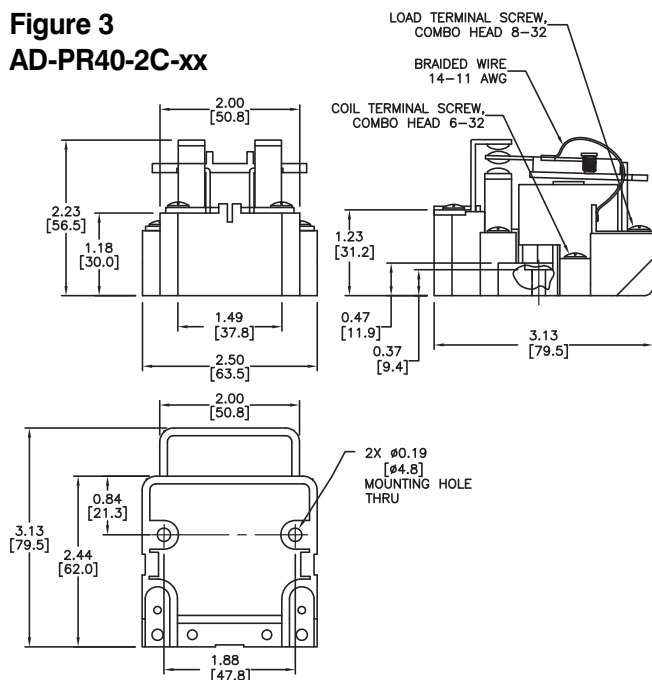 Figure 3
AD-PR40-2C-xx
LOAD TERMINAL SCREW,
COMBO HEAD 8-32
BRAIDED WIRE
14-11 AWG
COIL TERMINAL SCREW,
COMBO HEAD 6-32
2.00
[50.8]
2.23
[56.5]
1.18
[30.0]
1.49
[37.8]
2.50
[63.5]
1.23
[31.2]
0.47
[11.9]
0.37
[9.4]
3.13
[79.5]
2.00
[50.8]
2X ø0.19
[ø4.8]
MOUNTING HOLE
THRU
0.84
[21.3]
3.13
[79.5]
2.44
[62.0]
1.88
[47.8]